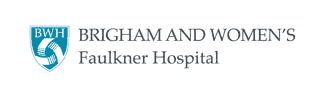 BWH
BRIGHAM AND WOMEN'S
Faulkner Hospital